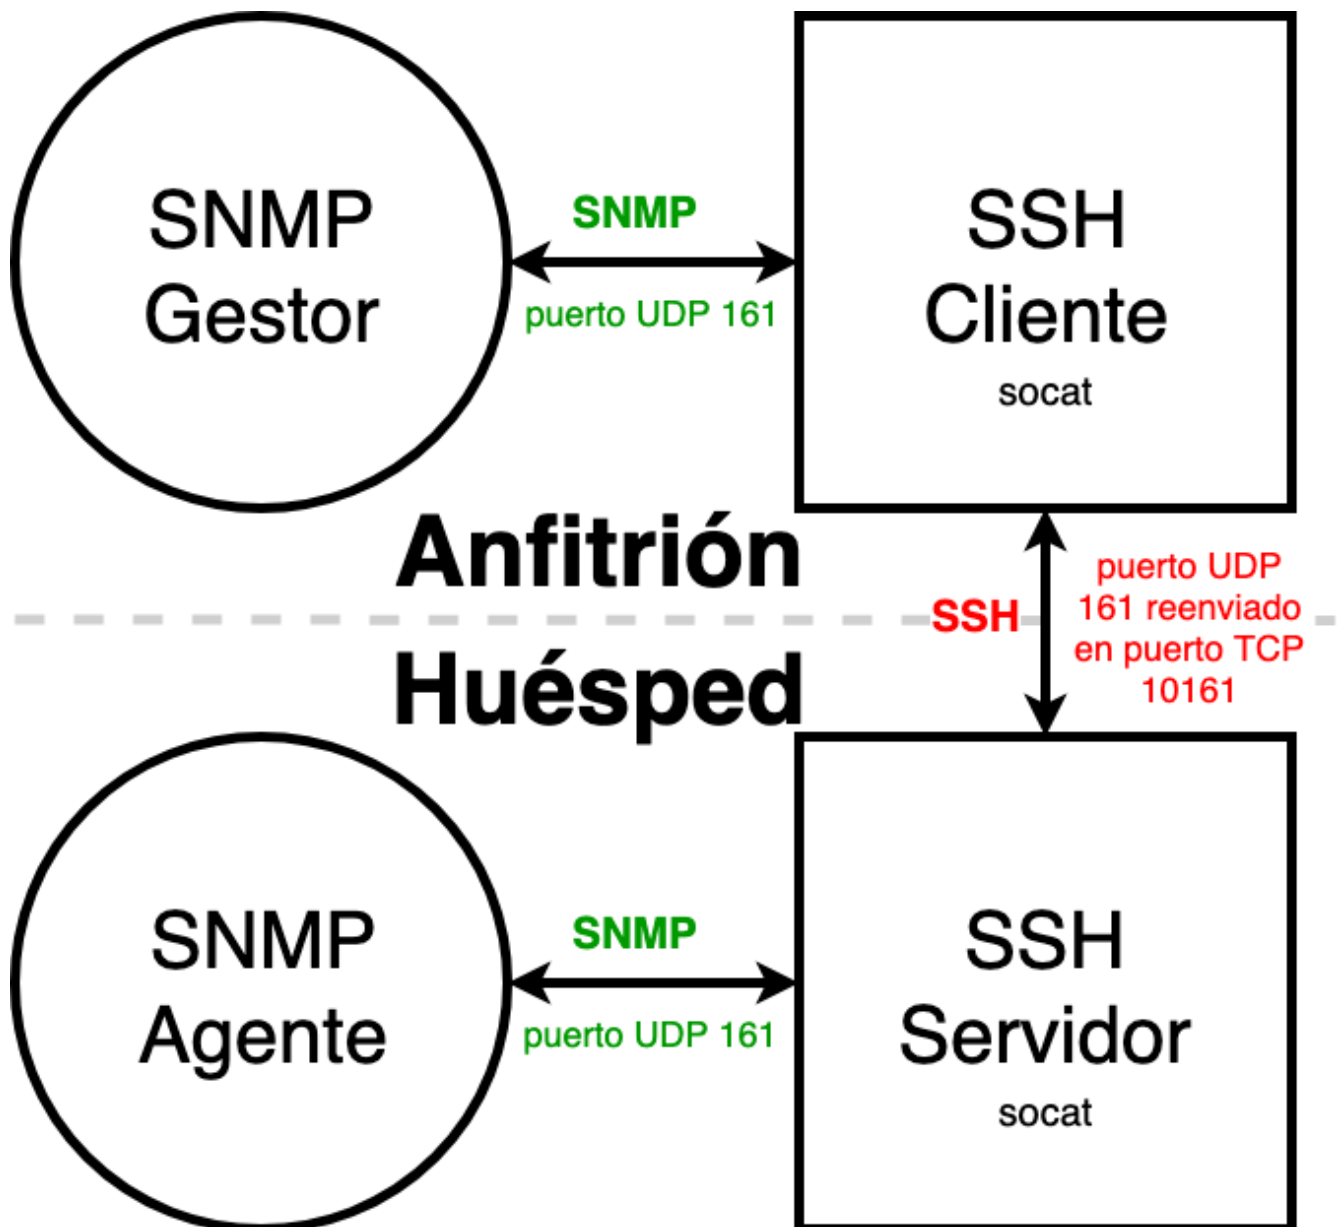 SNMP
Gestor
SNMP
puerto UDP 161
SSH
Cliente
socat
Anfitrión
SSH
puerto UDP
161 reenviado
en puerto TCP
10161
Huésped
SNMP
Agente
SNMP
puerto UDP 161
SSH
Servidor
socat